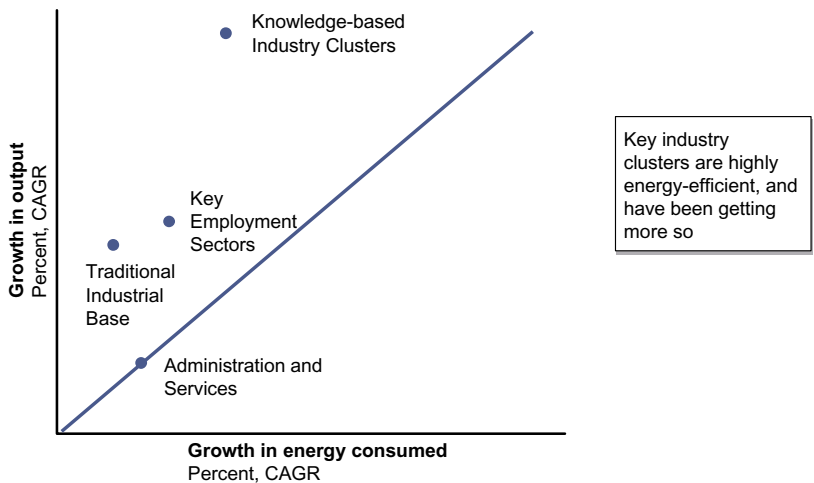 Knowledge-based
Industry Clusters
Key industry
clusters are highly
energy-efficient, and
have been getting
more so
Growth in output
Percent, CAGR
Key
Employment
Sectors
Traditional
Industrial
Base
Administration and
Services
Growth in energy consumed
Percent, CAGR